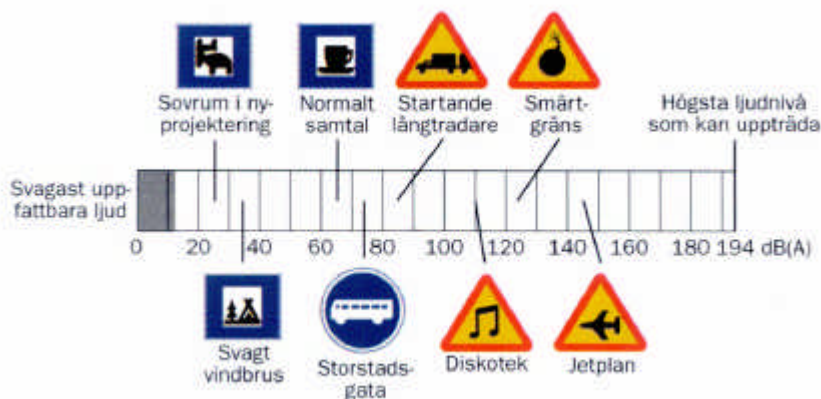 Sovrum i ny-
projektering
Normalt
samtal
Startande
långtradare
Smärt-
gräns
Högsta ljudnivå
som kan uppträda
Svagast upp-
fattbara ljud
0 20 40 60 80 100 120 140 160 180 194 dB(A)
Svagt
vindbrus
Storstads-
gata
Diskotek
Jetplan